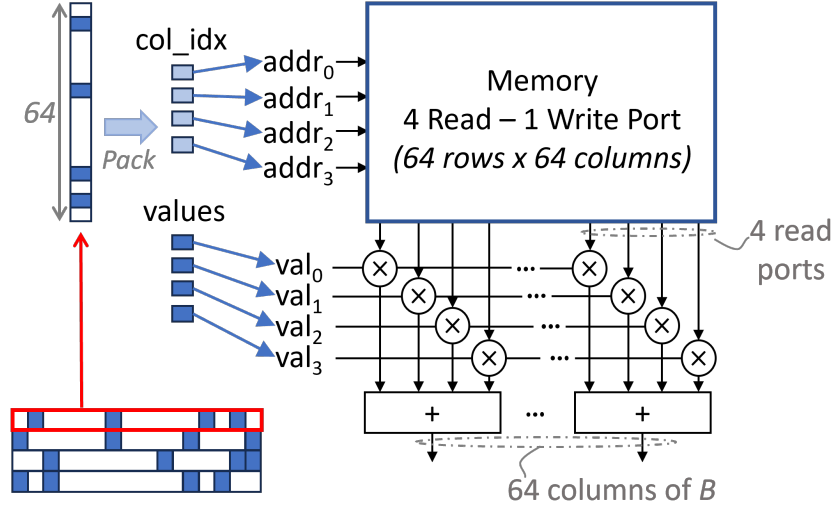 64
Pack
col_idx
addr₀
addr₁
addr₂
addr₃
Memory
4 Read – 1 Write Port
(64 rows x 64 columns)
values
val₀
val₁
val₂
val₃
×
×
×
×
...
...
...
...
×
×
×
×
4 read
ports
+
...
+
64 columns of B